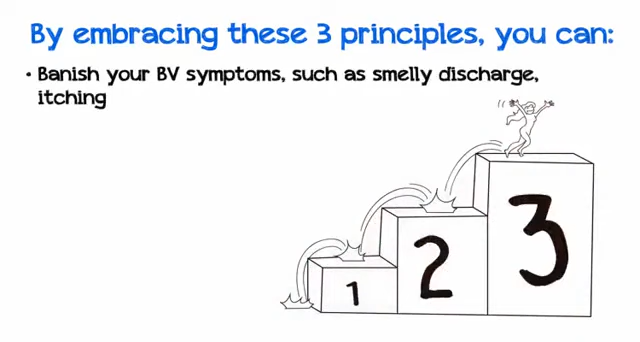 By embracing these 3 principles, you can:
• Banish your BV symptoms, such as smelly discharge,
itching
1
2
3